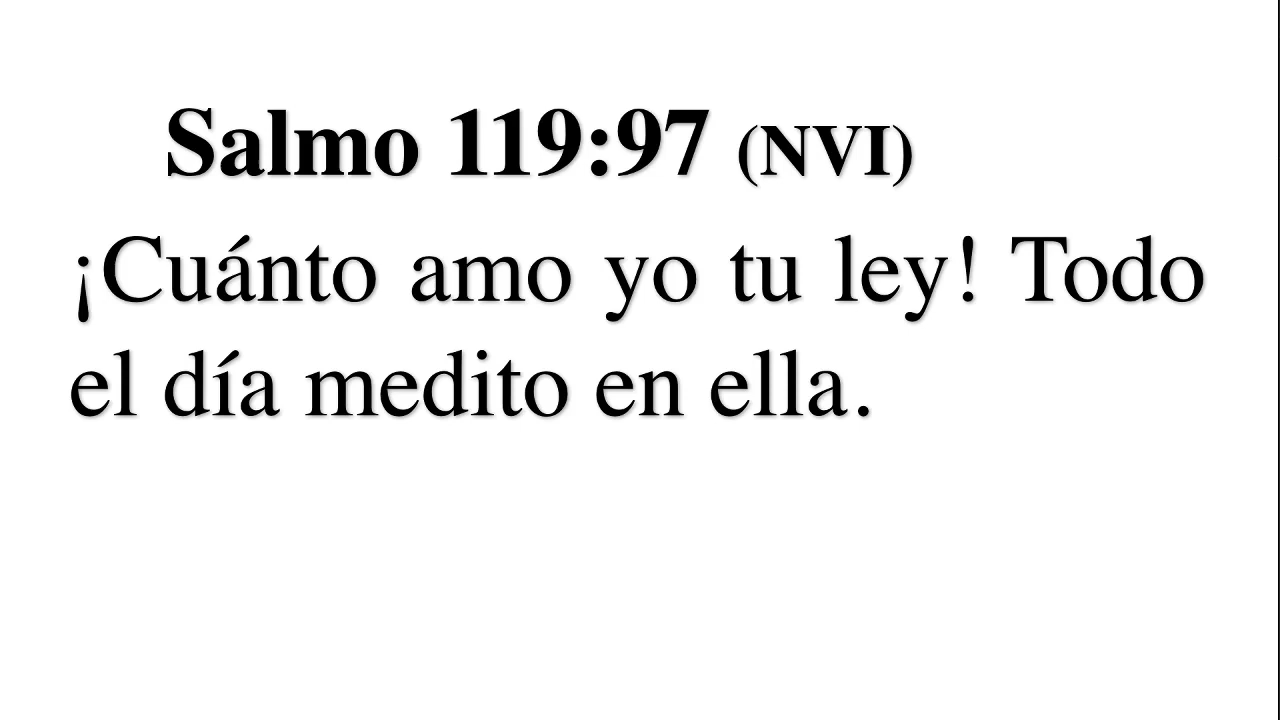 Salmo 119:97 (NVI)
¡Cuánto amo yo tu ley! Todo
el día medito en ella.